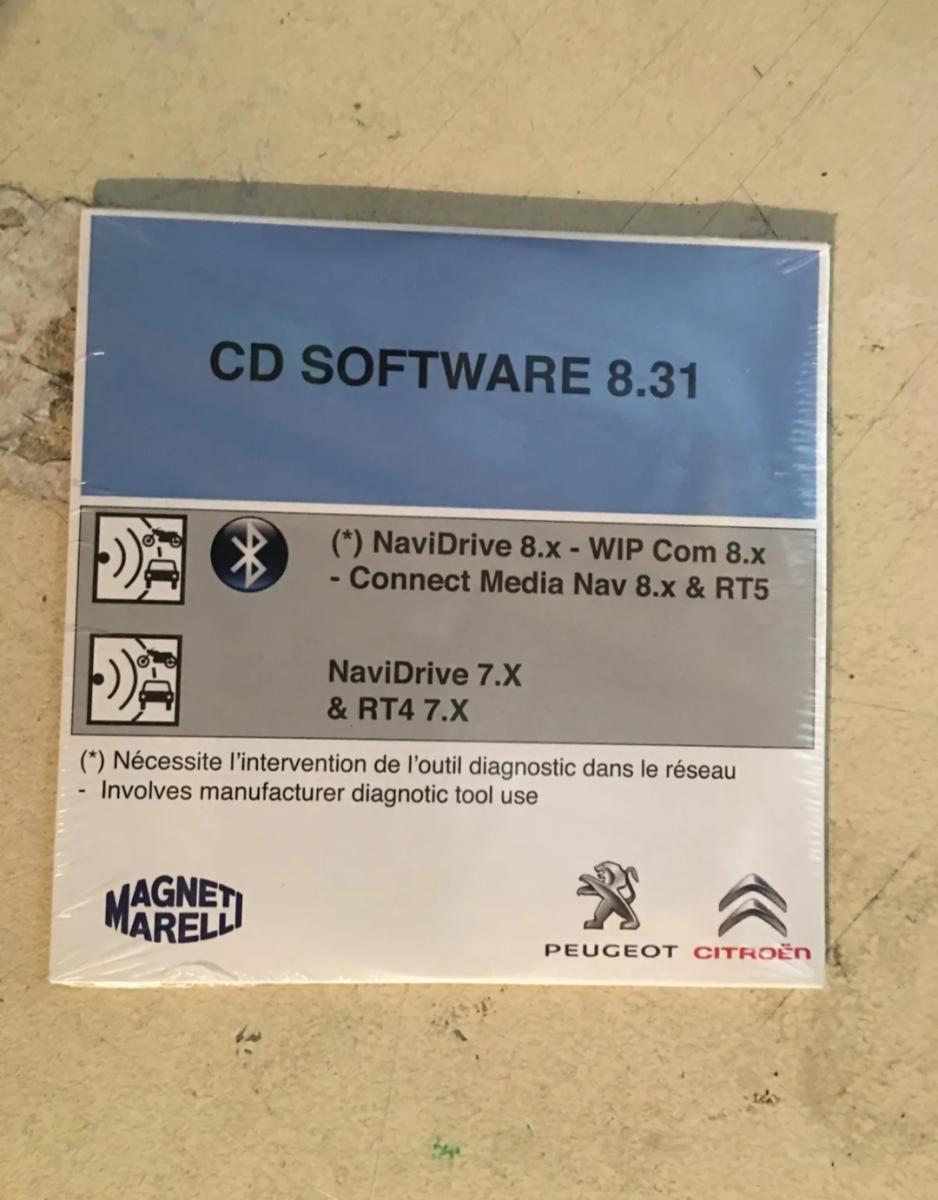 CD SOFTWARE 8.31
(*) NaviDrive 8.x - WIP Com 8.x
- Connect Media Nav 8.x & RT5
NaviDrive 7.X
& RT4 7.X
(*) Nécessite l'intervention de l'outil diagnostic dans le réseau
- Involves manufacturer diagnotic tool use
MAGNETI
MARELLI
PEUGEOT CITROËN